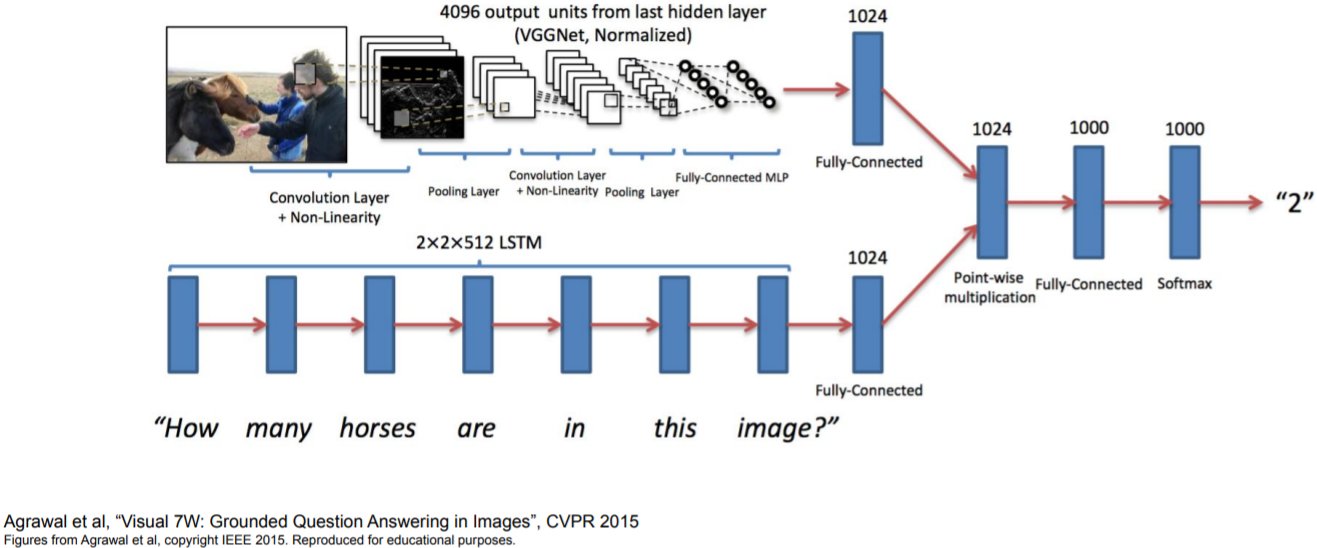 4096 output units from last hidden layer
(VGGNet, Normalized)
1024
Convolution Layer
+ Non-Linearity
Pooling Layer
Convolution Layer
+ Non-Linearity
Pooling Layer
Fully-Connected MLP
Fully-Connected
2×2×512 LSTM
1024
Fully-Connected
1024
Point-wise
multiplication
1000
Fully-Connected
1000
Softmax
“2”
“How many horses are in this image?”
Agrawal et al, “Visual 7W: Grounded Question Answering in Images”, CVPR 2015
Figures from Agrawal et al, copyright IEEE 2015. Reproduced for educational purposes.